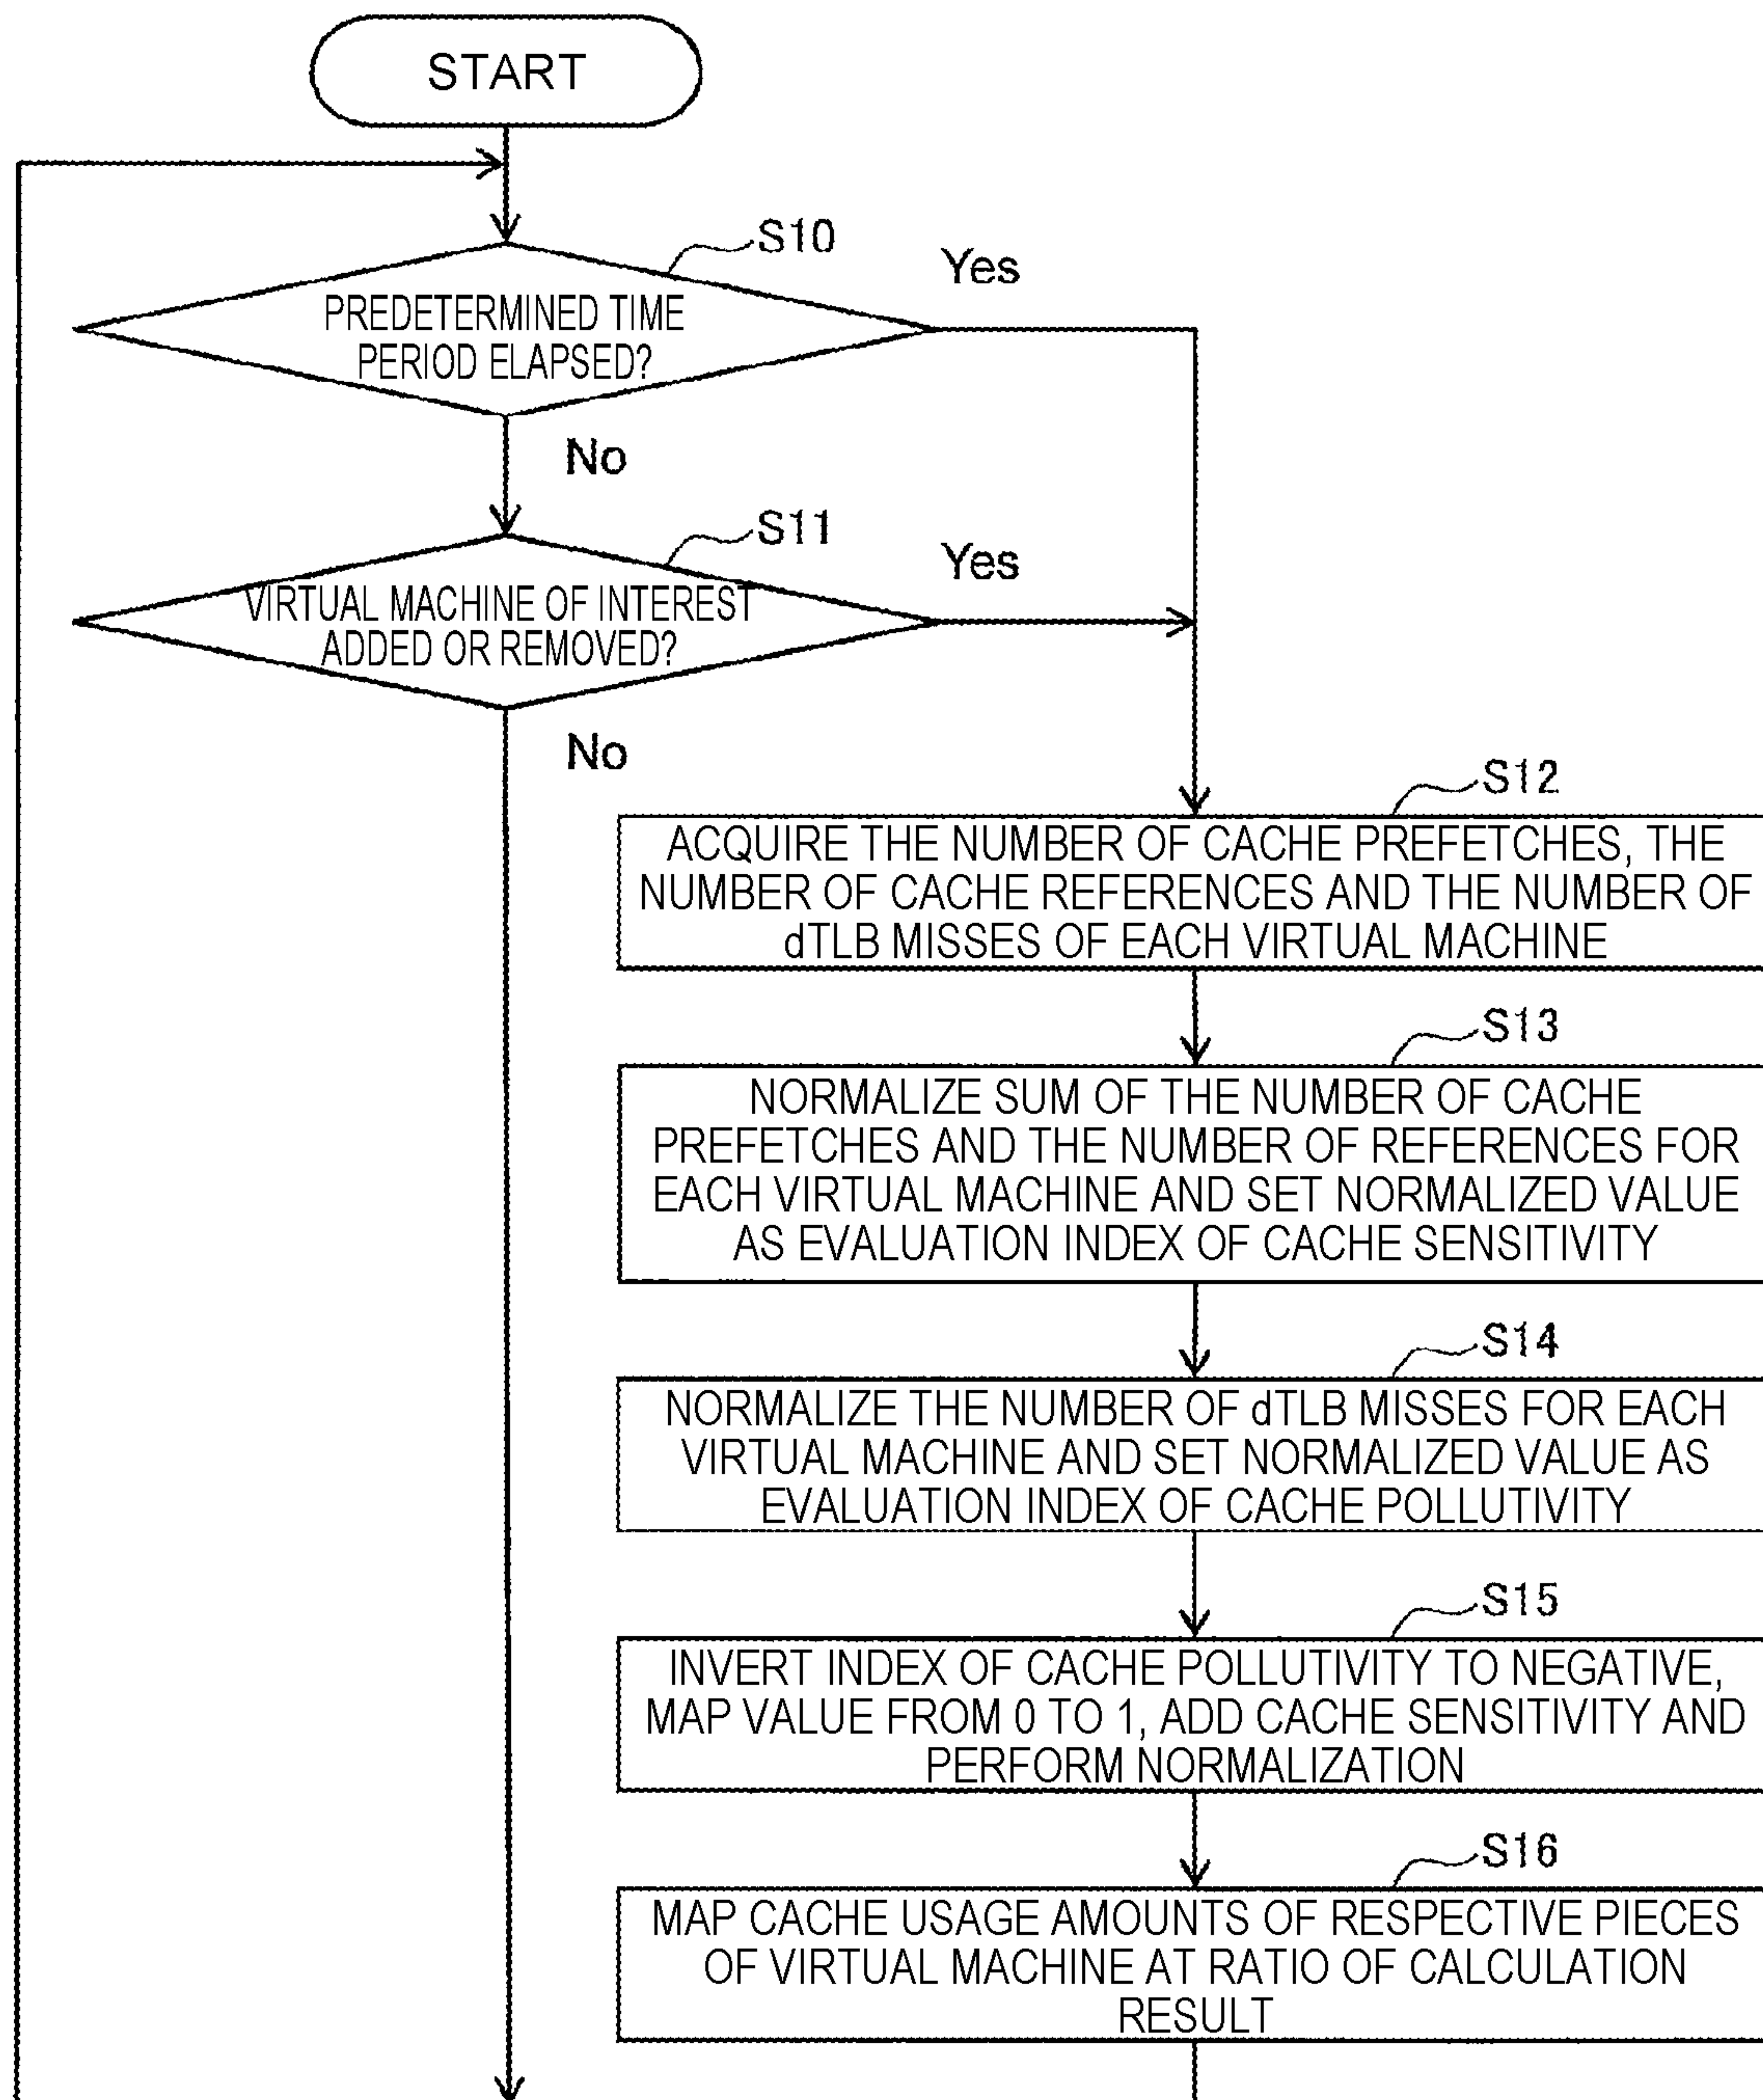 START
S10
Yes
PREDETERMINED TIME
PERIOD ELAPSED?
No
S11
Yes
VIRTUAL MACHINE OF INTEREST
ADDED OR REMOVED?
No
S12
ACQUIRE THE NUMBER OF CACHE PREFETCHES, THE
NUMBER OF CACHE REFERENCES AND THE NUMBER OF
dTLB MISSES OF EACH VIRTUAL MACHINE
S13
NORMALIZE SUM OF THE NUMBER OF CACHE
PREFETCHES AND THE NUMBER OF REFERENCES FOR
EACH VIRTUAL MACHINE AND SET NORMALIZED VALUE
AS EVALUATION INDEX OF CACHE SENSITIVITY
S14
NORMALIZE THE NUMBER OF dTLB MISSES FOR EACH
VIRTUAL MACHINE AND SET NORMALIZED VALUE AS
EVALUATION INDEX OF CACHE POLLUTIVITY
S15
INVERT INDEX OF CACHE POLLUTIVITY TO NEGATIVE,
MAP VALUE FROM 0 TO 1, ADD CACHE SENSITIVITY AND
PERFORM NORMALIZATION
S16
MAP CACHE USAGE AMOUNTS OF RESPECTIVE PIECES
OF VIRTUAL MACHINE AT RATIO OF CALCULATION
RESULT